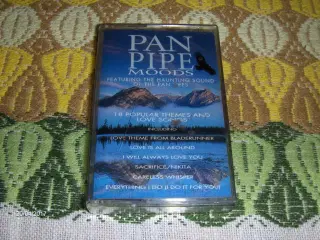 PAN
PIPE
MOODS
FEATURING THE HAUNTING SOUND
OF THE PAN PIPES
18 POPULAR THEMES AND
LOVE SONGS
INCLUDING
LOVE THEME FROM BLADERUNNER
LOVE IS ALL AROUND
I WILL ALWAYS LOVE YOU
SACRIFICE/NIKITA
CARELESS WHISPER
EVERYTHING I DO (I DO IT FOR YOU)